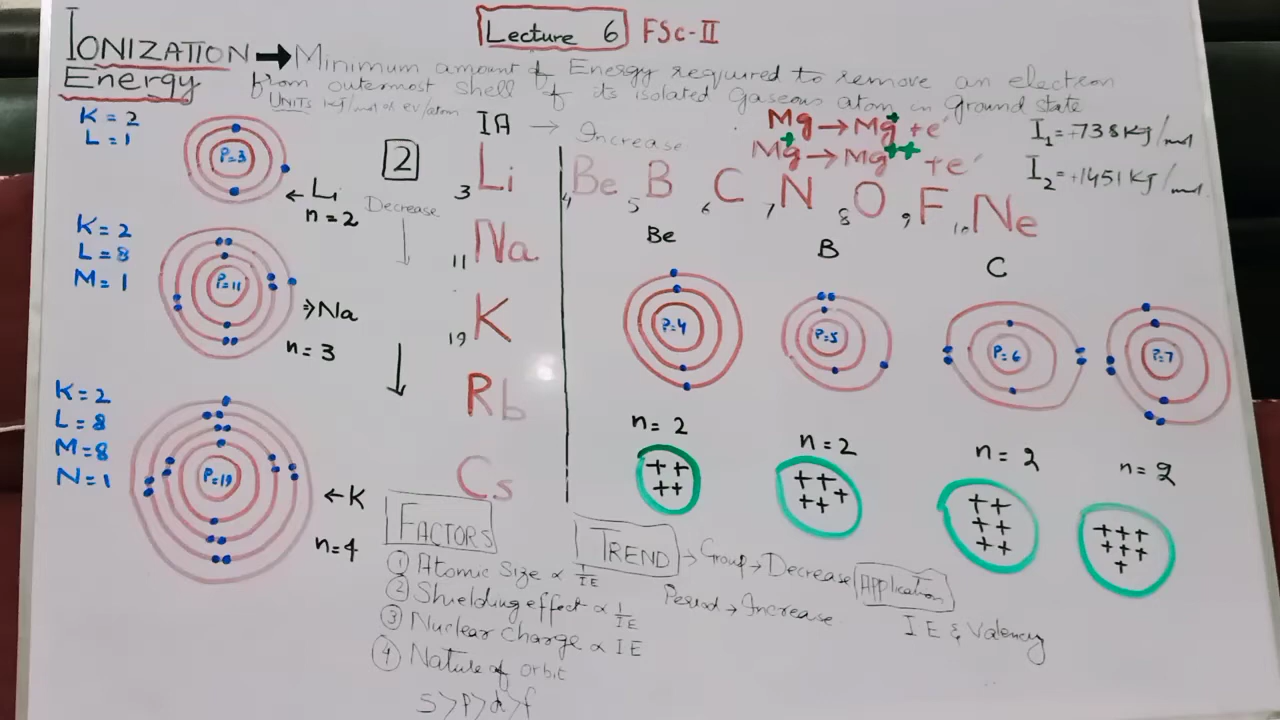 Lecture 6 FSc-II
IONIZATION → Minimum amount of Energy required to remove an electron
Energy from outermost shell of its isolated Gaseous atom in Ground state
UNITS kJ/mol or ev/atom
K = 2
L = 1
P=3
← Li
n = 2
K = 2
L = 8
M = 1
P=11
→ Na
n = 3
K = 2
L = 8
M = 8
N = 1
P=19
← K
n = 4
2
Decrease
IA → Increase
3 Li
11 Na
19 K
Rb
Cs
Mg → Mg+ + e-
I1 = +738 KJ/mol
Mg+ → Mg++ + e-
I2 = +1451 KJ/mol
4 Be 5 B 6 C 7 N 8 O 9 F 10 Ne
Be B C
P=4 P=5 P=6 P=7
n = 2 n = 2 n = 2 n = 2
+ + + + + + + + +
+ + + + + + + + +
+ + +
FACTORS
① Atomic Size ∝ 1/IE
② Shielding effect ∝ 1/IE
③ Nuclear Charge ∝ IE
④ Nature of orbit
S > P > d > f
TREND → Group → Decrease
Period → Increase
Application
IE & Valency